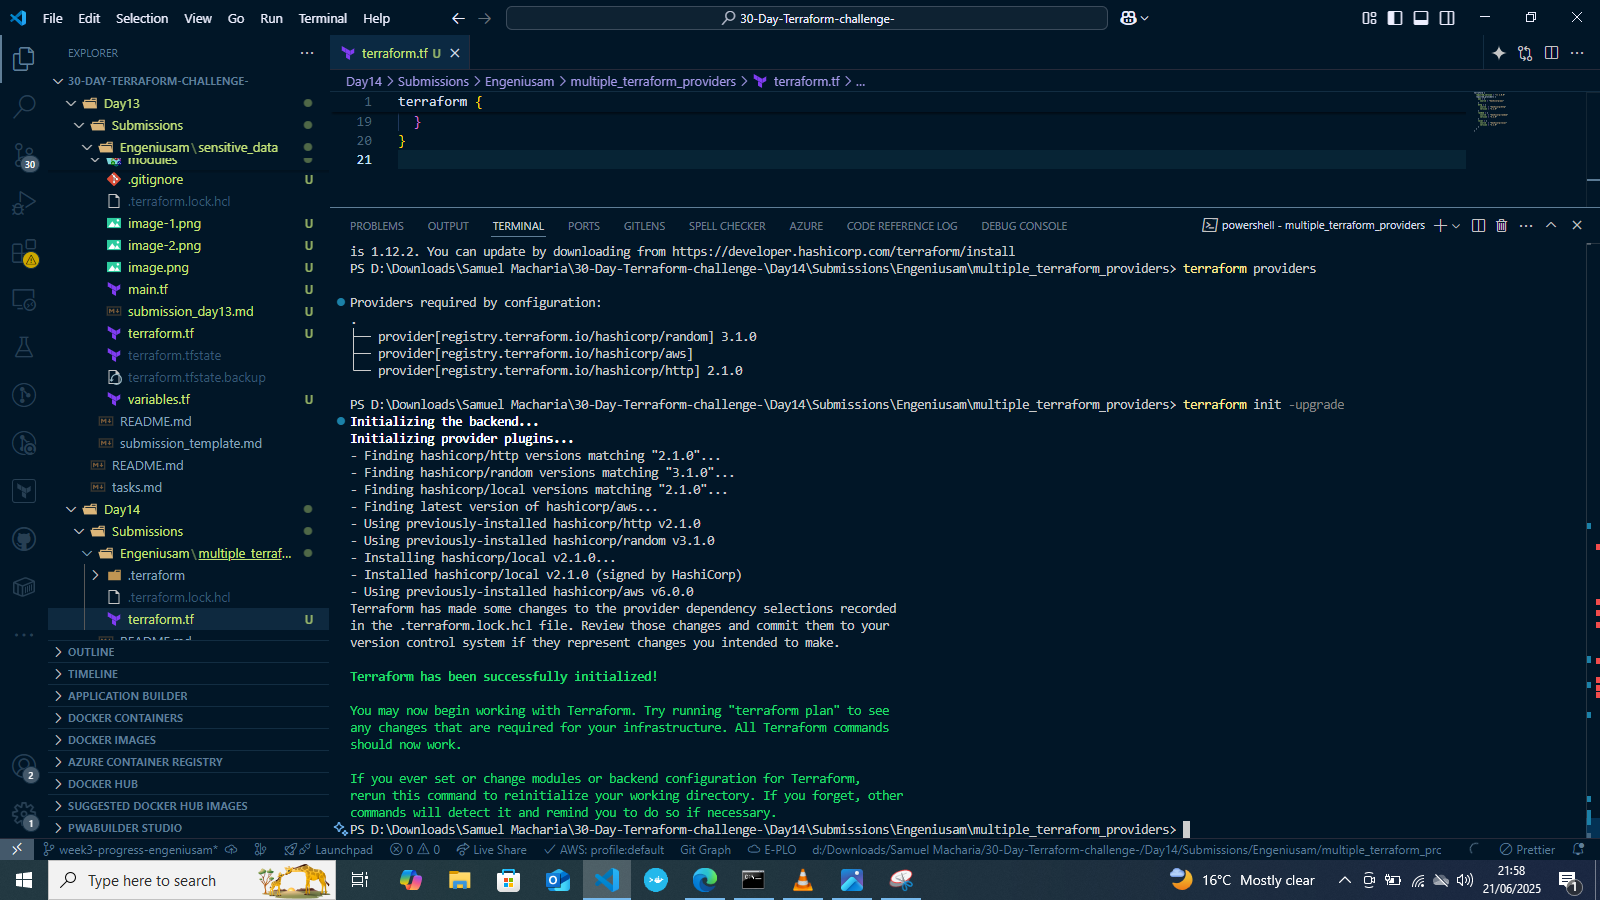 File Edit Selection View Go Run Terminal Help
30-Day-Terraform-challenge-
EXPLORER
30-DAY-TERRAFORM-CHALLENGE-
Day13
Submissions
Engeniusam\sensitive_data
modules
.gitignore U
.terraform.lock.hcl
image-1.png U
image-2.png U
image.png U
main.tf U
submission_day13.md U
terraform.tf U
terraform.tfstate
terraform.tfstate.backup
variables.tf U
README.md
submission_template.md
README.md
tasks.md
Day14
Submissions
Engeniusam\multiple_terraf...
.terraform
.terraform.lock.hcl
terraform.tf U
README.md
OUTLINE
TIMELINE
APPLICATION BUILDER
DOCKER CONTAINERS
DOCKER IMAGES
AZURE CONTAINER REGISTRY
DOCKER HUB
SUGGESTED DOCKER HUB IMAGES
PWABUILDER STUDIO
30
2
1
terraform.tf U
Day14 > Submissions > Engeniusam > multiple_terraform_providers > terraform.tf > ...
1 terraform {
19 }
20 }
21
PROBLEMS OUTPUT TERMINAL PORTS GITLENS SPELL CHECKER AZURE CODE REFERENCE LOG DEBUG CONSOLE
powershell - multiple_terraform_providers
is 1.12.2. You can update by downloading from https://developer.hashicorp.com/terraform/install
PS D:\Downloads\Samuel Macharia\30-Day-Terraform-challenge-\Day14\Submissions\Engeniusam\multiple_terraform_providers> terraform providers
Providers required by configuration:
.
├── provider[registry.terraform.io/hashicorp/random] 3.1.0
├── provider[registry.terraform.io/hashicorp/aws]
└── provider[registry.terraform.io/hashicorp/http] 2.1.0
PS D:\Downloads\Samuel Macharia\30-Day-Terraform-challenge-\Day14\Submissions\Engeniusam\multiple_terraform_providers> terraform init -upgrade
Initializing the backend...
Initializing provider plugins...
- Finding hashicorp/http versions matching "2.1.0"...
- Finding hashicorp/random versions matching "3.1.0"...
- Finding hashicorp/local versions matching "2.1.0"...
- Finding latest version of hashicorp/aws...
- Using previously-installed hashicorp/http v2.1.0
- Using previously-installed hashicorp/random v3.1.0
- Installing hashicorp/local v2.1.0...
- Installed hashicorp/local v2.1.0 (signed by HashiCorp)
- Using previously-installed hashicorp/aws v6.0.0
Terraform has made some changes to the provider dependency selections recorded
in the .terraform.lock.hcl file. Review those changes and commit them to your
version control system if they represent changes you intended to make.
Terraform has been successfully initialized!
You may now begin working with Terraform. Try running "terraform plan" to see
any changes that are required for your infrastructure. All Terraform commands
should now work.
If you ever set or change modules or backend configuration for Terraform,
rerun this command to reinitialize your working directory. If you forget, other
commands will detect it and remind you to do so if necessary.
PS D:\Downloads\Samuel Macharia\30-Day-Terraform-challenge-\Day14\Submissions\Engeniusam\multiple_terraform_providers>
week3-progress-engeniusam* Launchpad 0 0 Live Share AWS: profile:default Git Graph E-PLO d:/Downloads/Samuel Macharia/30-Day-Terraform-challenge-/Day14/Submissions/Engeniusam/multiple_terraform_prc Prettier
Type here to search
16°C Mostly clear
21:58
21/06/2025
1